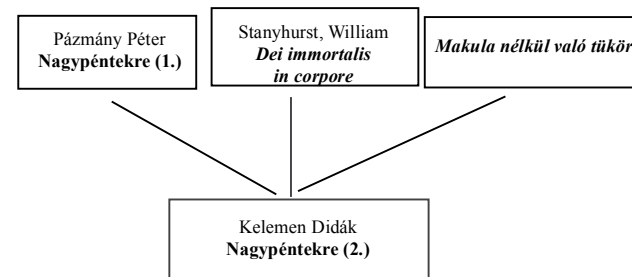 Pázmány Péter
Nagypéntekre (1.)
Stanyhurst, William
Dei immortalis
in corpore
Makula nélkül való tükör
Kelemen Didák
Nagypéntekre (2.)